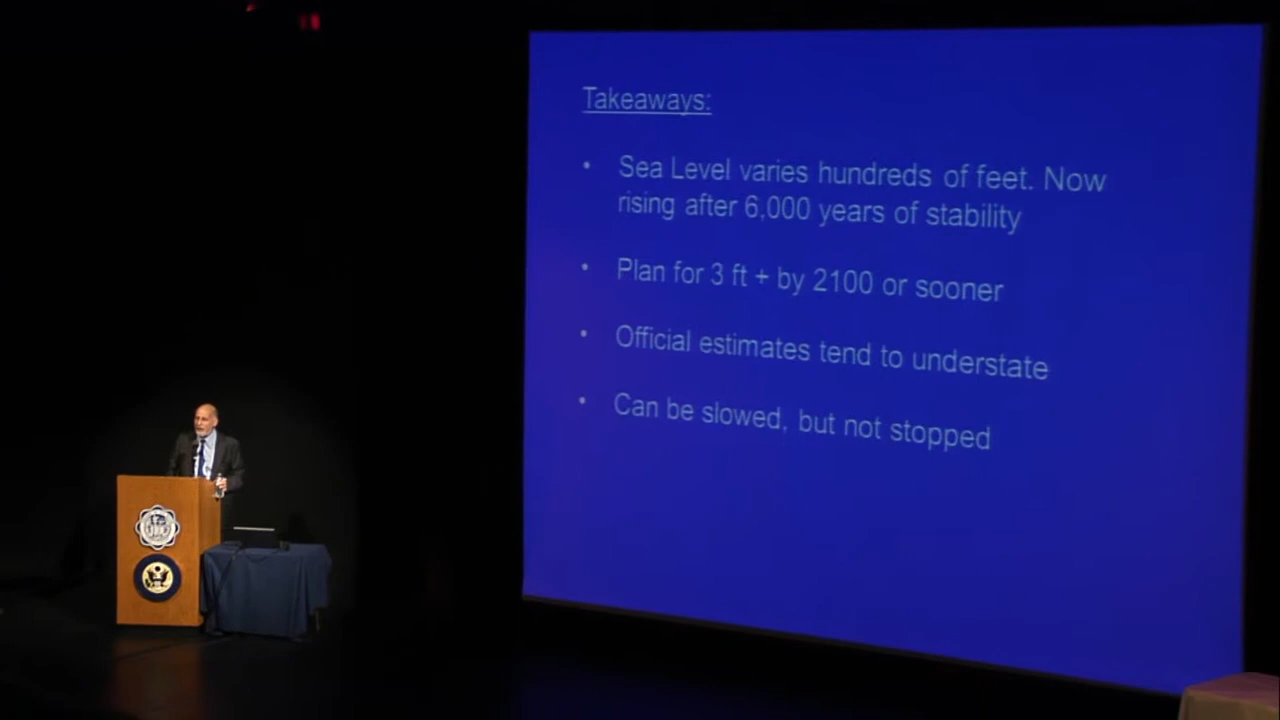 Takeaways:
• Sea Level varies hundreds of feet. Now
rising after 6,000 years of stability
• Plan for 3 ft + by 2100 or sooner
• Official estimates tend to understate
• Can be slowed, but not stopped